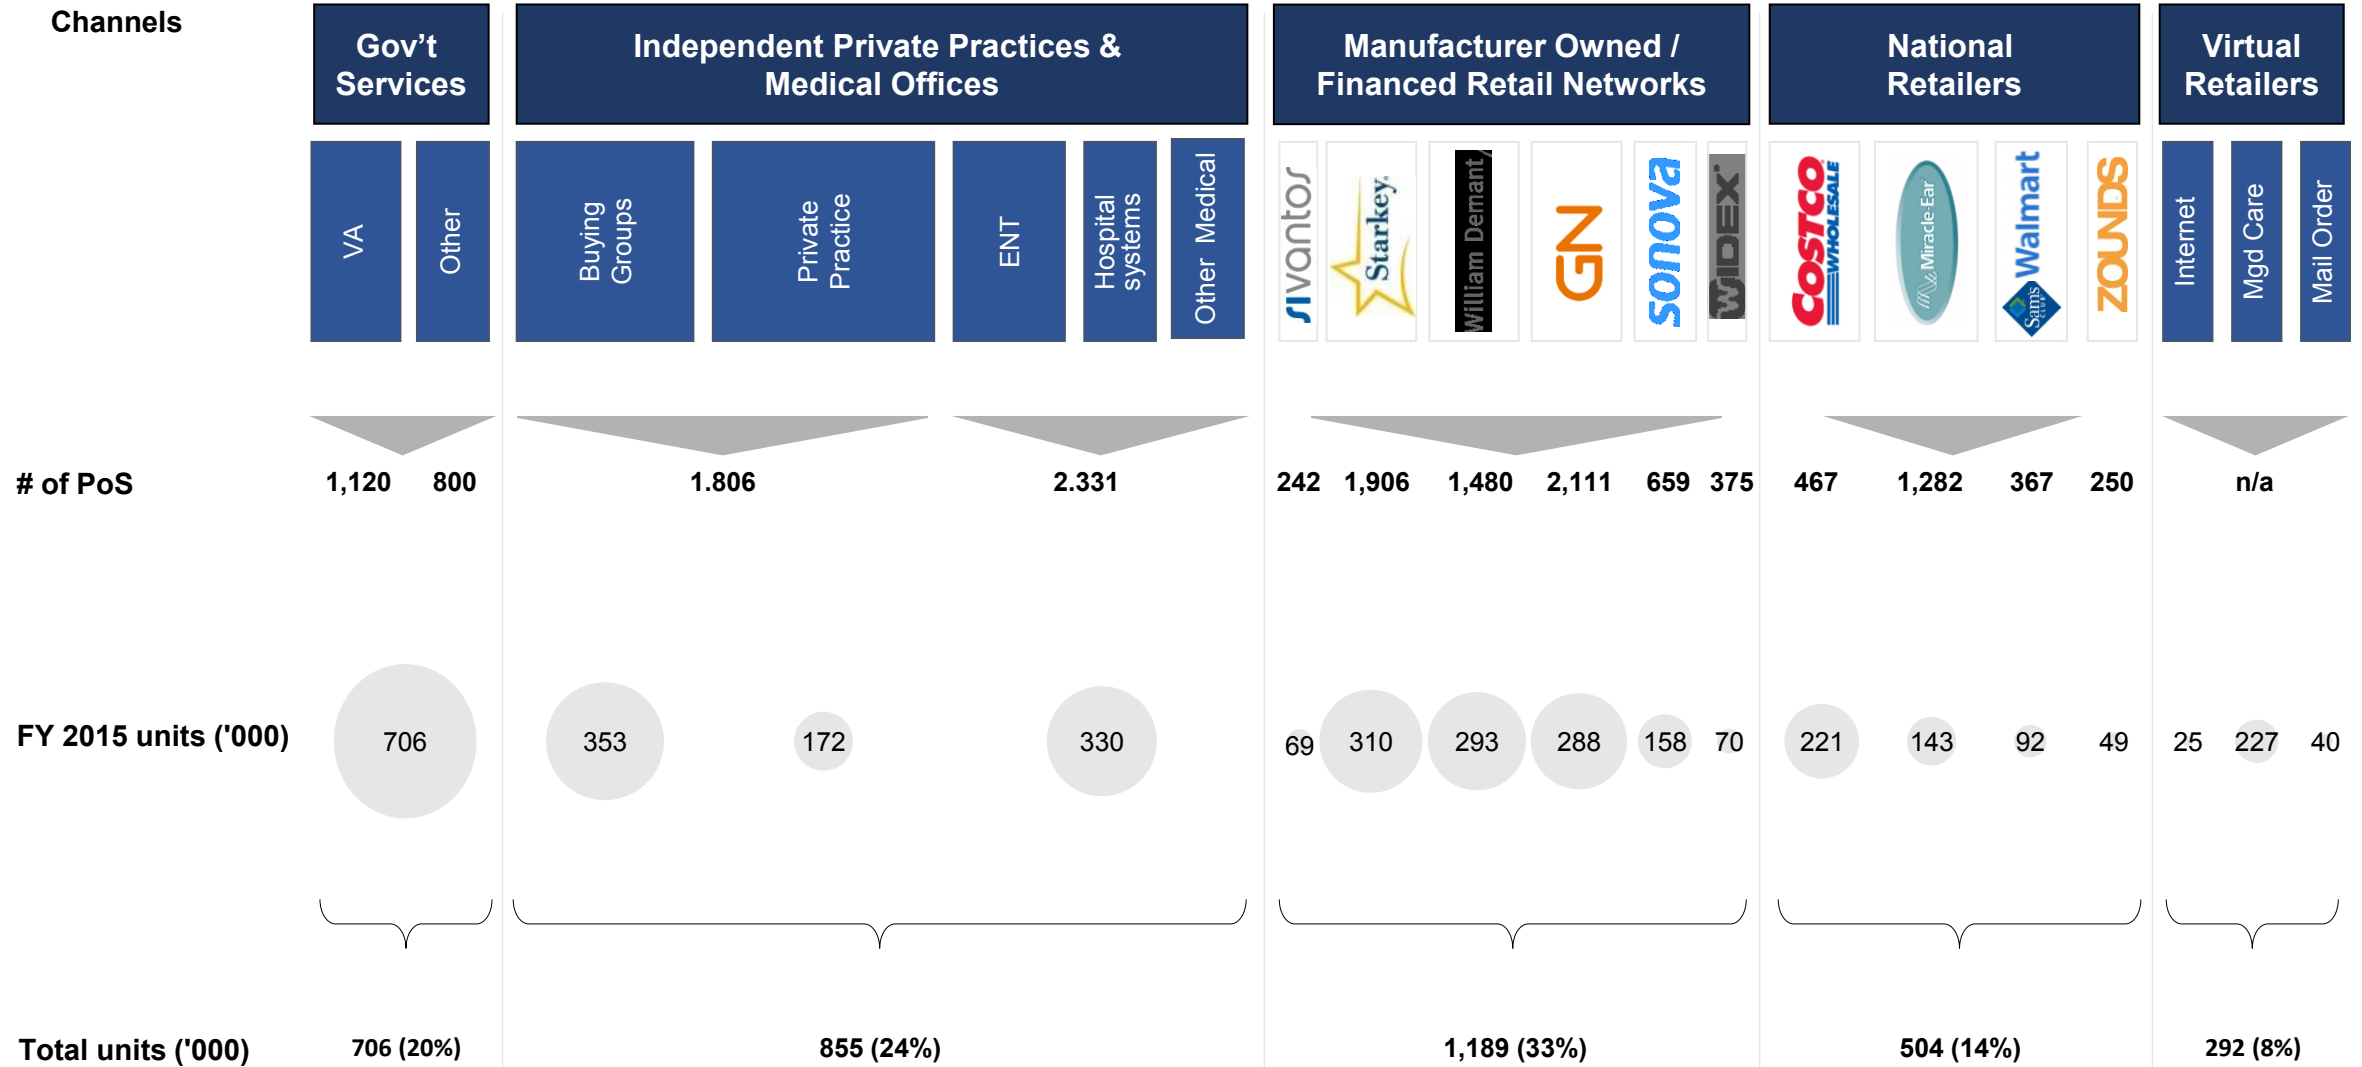 Channels
Gov’t
Services
Independent Private Practices &
Medical Offices
Manufacturer Owned /
Financed Retail Networks
National
Retailers
Virtual
Retailers
VA
Other
Buying
Groups
Private
Practice
ENT
Hospital
systems
Other Medical
sivantos
Starkey.
William Demant
GN
sonova
WIDEX
COSTCO
WHOLESALE
Miracle-Ear
Walmart
Sam's
CLUB
ZOUNDS
Internet
Mgd Care
Mail Order
# of PoS
1,120 800 1.806 2.331 242 1,906 1,480 2,111 659 375 467 1,282 367 250 n/a
FY 2015 units ('000)
706 353 172 330 69 310 293 288 158 70 221 143 92 49 25 227 40
Total units ('000)
706 (20%) 855 (24%) 1,189 (33%) 504 (14%) 292 (8%)